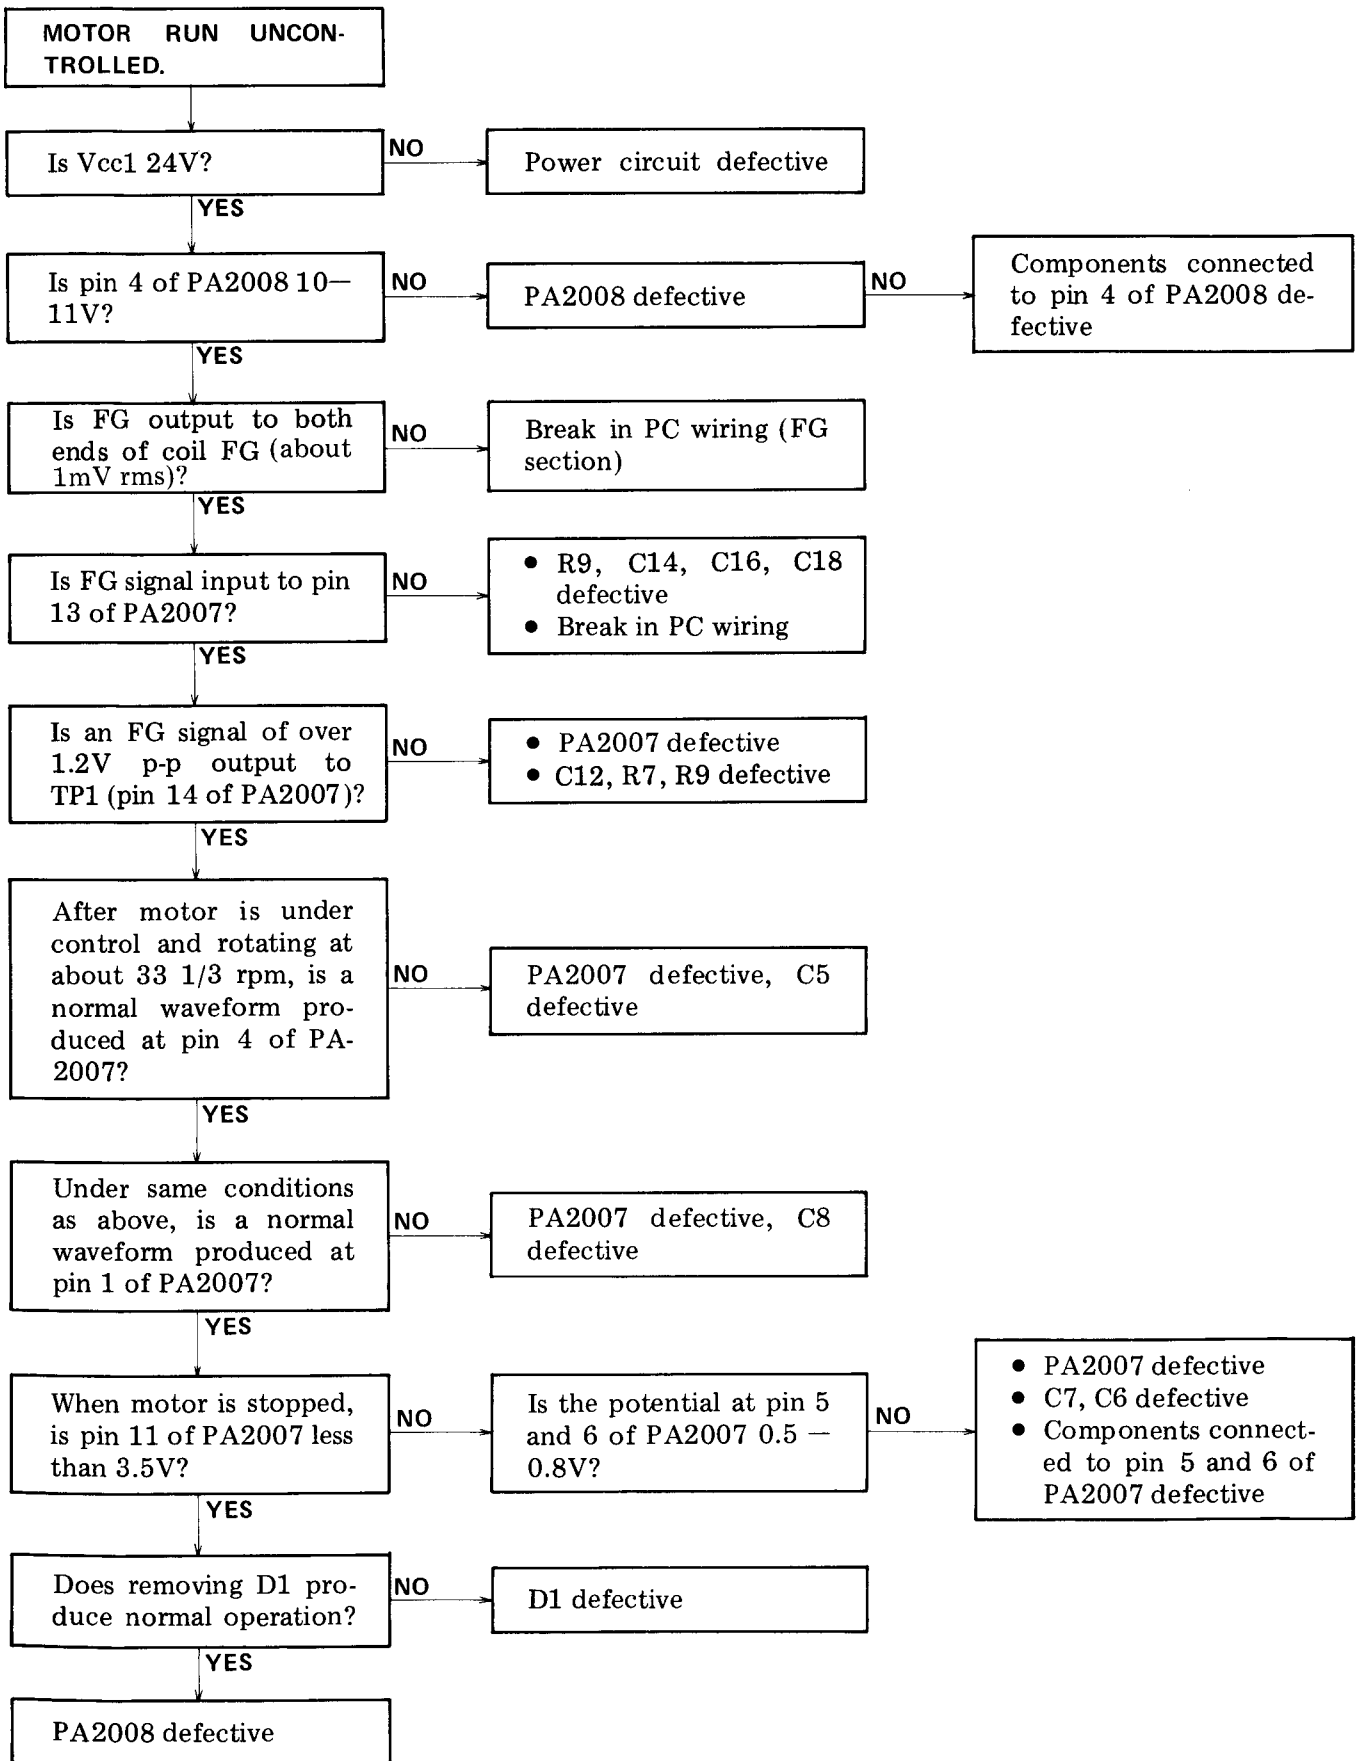 MOTOR RUN UNCON-
TROLLED.
Is Vcc1 24V?
NO
Power circuit defective
YES
Is pin 4 of PA2008 10—
11V?
NO
PA2008 defective
NO
Components connected
to pin 4 of PA2008 de-
fective
YES
Is FG output to both
ends of coil FG (about
1mV rms)?
NO
Break in PC wiring (FG
section)
YES
Is FG signal input to pin
13 of PA2007?
NO
● R9, C14, C16, C18
defective
● Break in PC wiring
YES
Is an FG signal of over
1.2V p-p output to
TP1 (pin 14 of PA2007)?
NO
● PA2007 defective
● C12, R7, R9 defective
YES
After motor is under
control and rotating at
about 33 1/3 rpm, is a
normal waveform pro-
duced at pin 4 of PA-
2007?
NO
PA2007 defective, C5
defective
YES
Under same conditions
as above, is a normal
waveform produced at
pin 1 of PA2007?
NO
PA2007 defective, C8
defective
YES
When motor is stopped,
is pin 11 of PA2007 less
than 3.5V?
NO
Is the potential at pin 5
and 6 of PA2007 0.5 —
0.8V?
NO
● PA2007 defective
● C7, C6 defective
● Components connect-
ed to pin 5 and 6 of
PA2007 defective
YES
Does removing D1 pro-
duce normal operation?
NO
D1 defective
YES
PA2008 defective